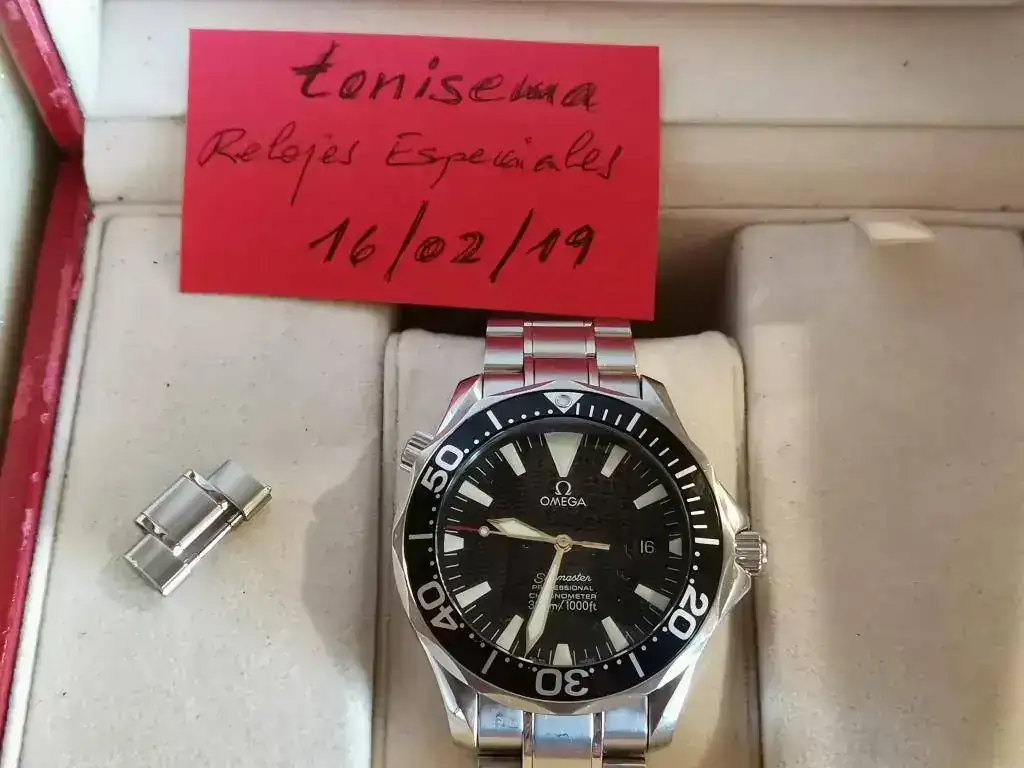 tonisema
Relojes Especiales
16/02/19
50
Ω
OMEGA
16
Seamaster
PROFESSIONAL
CHRONOMETER
300m/1000ft
40
20
30